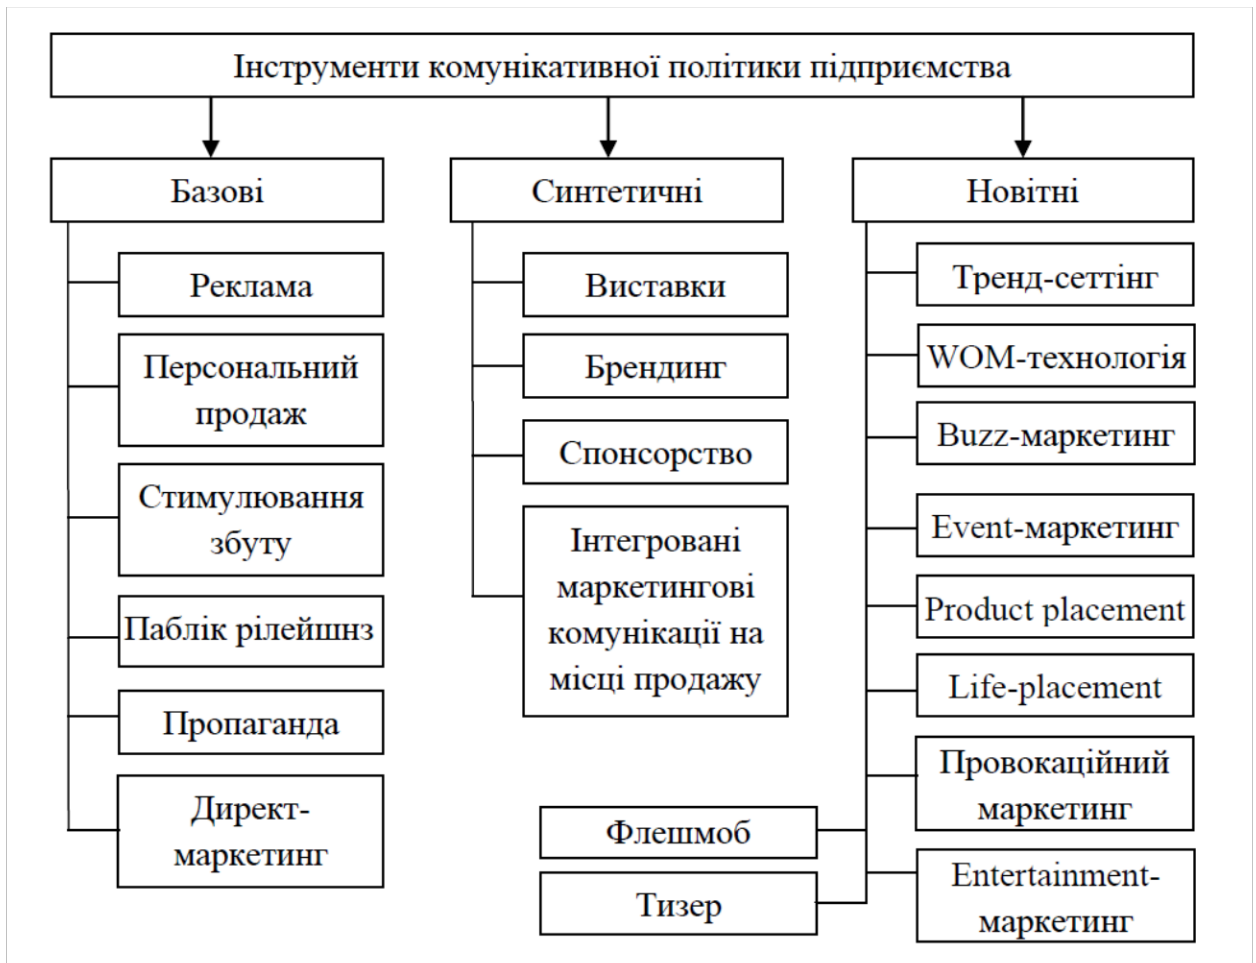 Інструменти комунікативної політики підприємства
Базові
Реклама
Персональний
продаж
Стимулювання
збуту
Паблік рілейшнз
Пропаганда
Директ-
маркетинг
Синтетичні
Виставки
Брендинг
Спонсорство
Інтегровані
маркетингові
комунікації на
місці продажу
Новітні
Тренд-сеттінг
WOM-технологія
Buzz-маркетинг
Event-маркетинг
Product placement
Life-placement
Провокаційний
маркетинг
Entertainment-
маркетинг
Флешмоб
Тизер